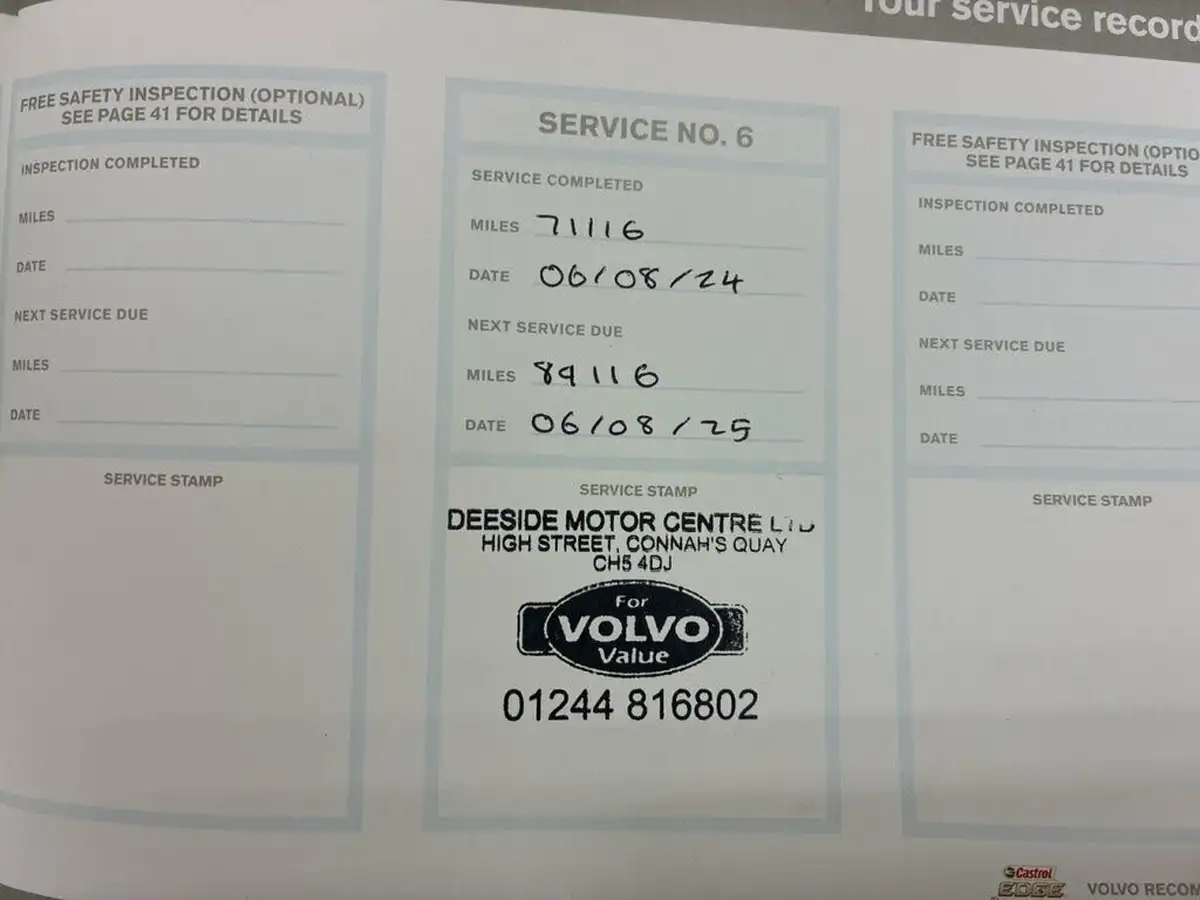 Your service record
FREE SAFETY INSPECTION (OPTIONAL)
SEE PAGE 41 FOR DETAILS
INSPECTION COMPLETED
MILES
DATE
NEXT SERVICE DUE
MILES
DATE
SERVICE STAMP
SERVICE NO. 6
SERVICE COMPLETED
MILES 71116
DATE 06/08/24
NEXT SERVICE DUE
MILES 89116
DATE 06/08/25
SERVICE STAMP
DEESIDE MOTOR CENTRE LTD
HIGH STREET, CONNAH'S QUAY
CH5 4DJ
For
VOLVO
Value
01244 816802
FREE SAFETY INSPECTION (OPTIO
SEE PAGE 41 FOR DETAILS
INSPECTION COMPLETED
MILES
DATE
NEXT SERVICE DUE
MILES
DATE
SERVICE STAMP
Castrol
EDGE
VOLVO RECOM